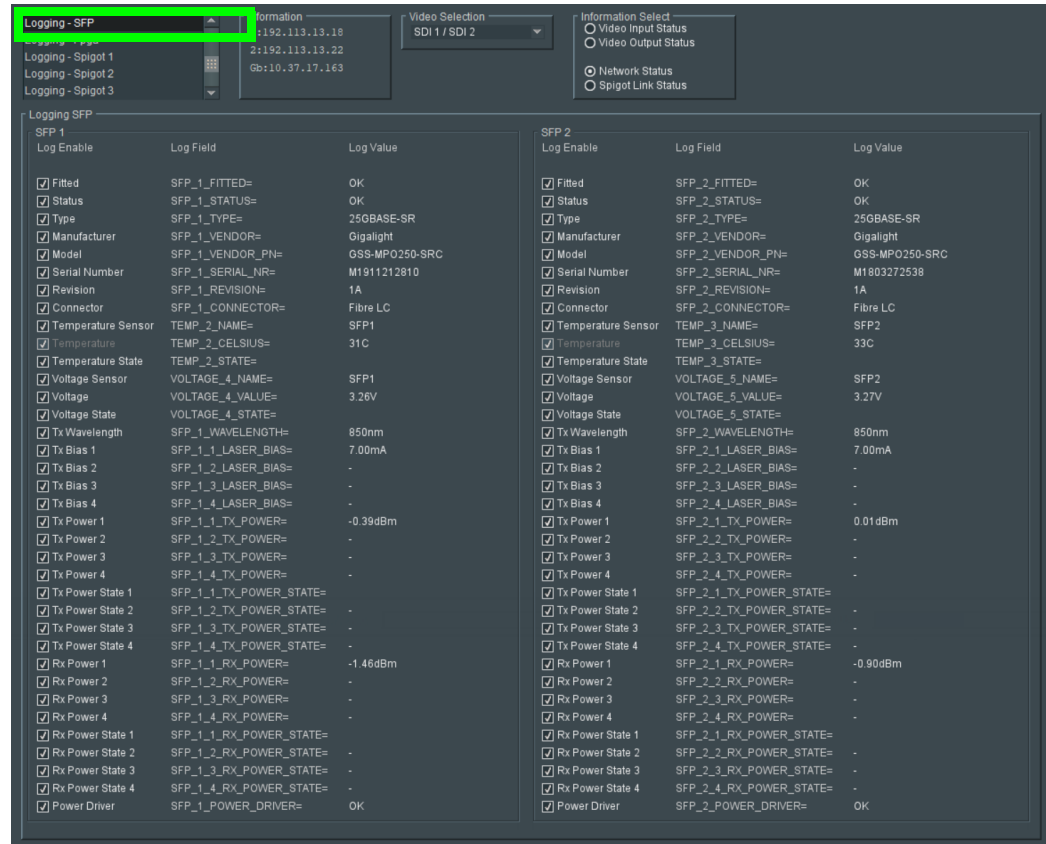 Logging - SFP
Logging - Spigot 1
Logging - Spigot 2
Logging - Spigot 3
:192.113.13.18
2:192.113.13.22
Gb:10.37.17.163
Video Selection
SDI 1 / SDI 2
Information Select
Video Input Status
Video Output Status
Network Status
Spigot Link Status
Logging SFP
SFP 1
Log Enable Log Field Log Value
Fitted SFP_1_FITTED= OK
Status SFP_1_STATUS= OK
Type SFP_1_TYPE= 25GBASE-SR
Manufacturer SFP_1_VENDOR= Gigalight
Model SFP_1_VENDOR_PN= GSS-MPO250-SRC
Serial Number SFP_1_SERIAL_NR= M1911212810
Revision SFP_1_REVISION= 1A
Connector SFP_1_CONNECTOR= Fibre LC
Temperature Sensor TEMP_2_NAME= SFP1
Temperature TEMP_2_CELSIUS= 31C
Temperature State TEMP_2_STATE=
Voltage Sensor VOLTAGE_4_NAME= SFP1
Voltage VOLTAGE_4_VALUE= 3.26V
Voltage State VOLTAGE_4_STATE=
Tx Wavelength SFP_1_WAVELENGTH= 850nm
Tx Bias 1 SFP_1_1_LASER_BIAS= 7.00mA
Tx Bias 2 SFP_1_2_LASER_BIAS= -
Tx Bias 3 SFP_1_3_LASER_BIAS= -
Tx Bias 4 SFP_1_4_LASER_BIAS= -
Tx Power 1 SFP_1_1_TX_POWER= -0.39dBm
Tx Power 2 SFP_1_2_TX_POWER= -
Tx Power 3 SFP_1_3_TX_POWER= -
Tx Power 4 SFP_1_4_TX_POWER= -
Tx Power State 1 SFP_1_1_TX_POWER_STATE=
Tx Power State 2 SFP_1_2_TX_POWER_STATE= -
Tx Power State 3 SFP_1_3_TX_POWER_STATE= -
Tx Power State 4 SFP_1_4_TX_POWER_STATE= -
Rx Power 1 SFP_1_1_RX_POWER= -1.46dBm
Rx Power 2 SFP_1_2_RX_POWER= -
Rx Power 3 SFP_1_3_RX_POWER= -
Rx Power 4 SFP_1_4_RX_POWER= -
Rx Power State 1 SFP_1_1_RX_POWER_STATE=
Rx Power State 2 SFP_1_2_RX_POWER_STATE= -
Rx Power State 3 SFP_1_3_RX_POWER_STATE= -
Rx Power State 4 SFP_1_4_RX_POWER_STATE= -
Power Driver SFP_1_POWER_DRIVER= OK
SFP 2
Log Enable Log Field Log Value
Fitted SFP_2_FITTED= OK
Status SFP_2_STATUS= OK
Type SFP_2_TYPE= 25GBASE-SR
Manufacturer SFP_2_VENDOR= Gigalight
Model SFP_2_VENDOR_PN= GSS-MPO250-SRC
Serial Number SFP_2_SERIAL_NR= M1803272538
Revision SFP_2_REVISION= 1A
Connector SFP_2_CONNECTOR= Fibre LC
Temperature Sensor TEMP_3_NAME= SFP2
Temperature TEMP_3_CELSIUS= 33C
Temperature State TEMP_3_STATE=
Voltage Sensor VOLTAGE_5_NAME= SFP2
Voltage VOLTAGE_5_VALUE= 3.27V
Voltage State VOLTAGE_5_STATE=
Tx Wavelength SFP_2_WAVELENGTH= 850nm
Tx Bias 1 SFP_2_1_LASER_BIAS= 7.00mA
Tx Bias 2 SFP_2_2_LASER_BIAS= -
Tx Bias 3 SFP_2_3_LASER_BIAS= -
Tx Bias 4 SFP_2_4_LASER_BIAS= -
Tx Power 1 SFP_2_1_TX_POWER= 0.01dBm
Tx Power 2 SFP_2_2_TX_POWER= -
Tx Power 3 SFP_2_3_TX_POWER= -
Tx Power 4 SFP_2_4_TX_POWER= -
Tx Power State 1 SFP_2_1_TX_POWER_STATE=
Tx Power State 2 SFP_2_2_TX_POWER_STATE= -
Tx Power State 3 SFP_2_3_TX_POWER_STATE= -
Tx Power State 4 SFP_2_4_TX_POWER_STATE= -
Rx Power 1 SFP_2_1_RX_POWER= -0.90dBm
Rx Power 2 SFP_2_2_RX_POWER= -
Rx Power 3 SFP_2_3_RX_POWER= -
Rx Power 4 SFP_2_4_RX_POWER= -
Rx Power State 1 SFP_2_1_RX_POWER_STATE=
Rx Power State 2 SFP_2_2_RX_POWER_STATE= -
Rx Power State 3 SFP_2_3_RX_POWER_STATE= -
Rx Power State 4 SFP_2_4_RX_POWER_STATE= -
Power Driver SFP_2_POWER_DRIVER= OK